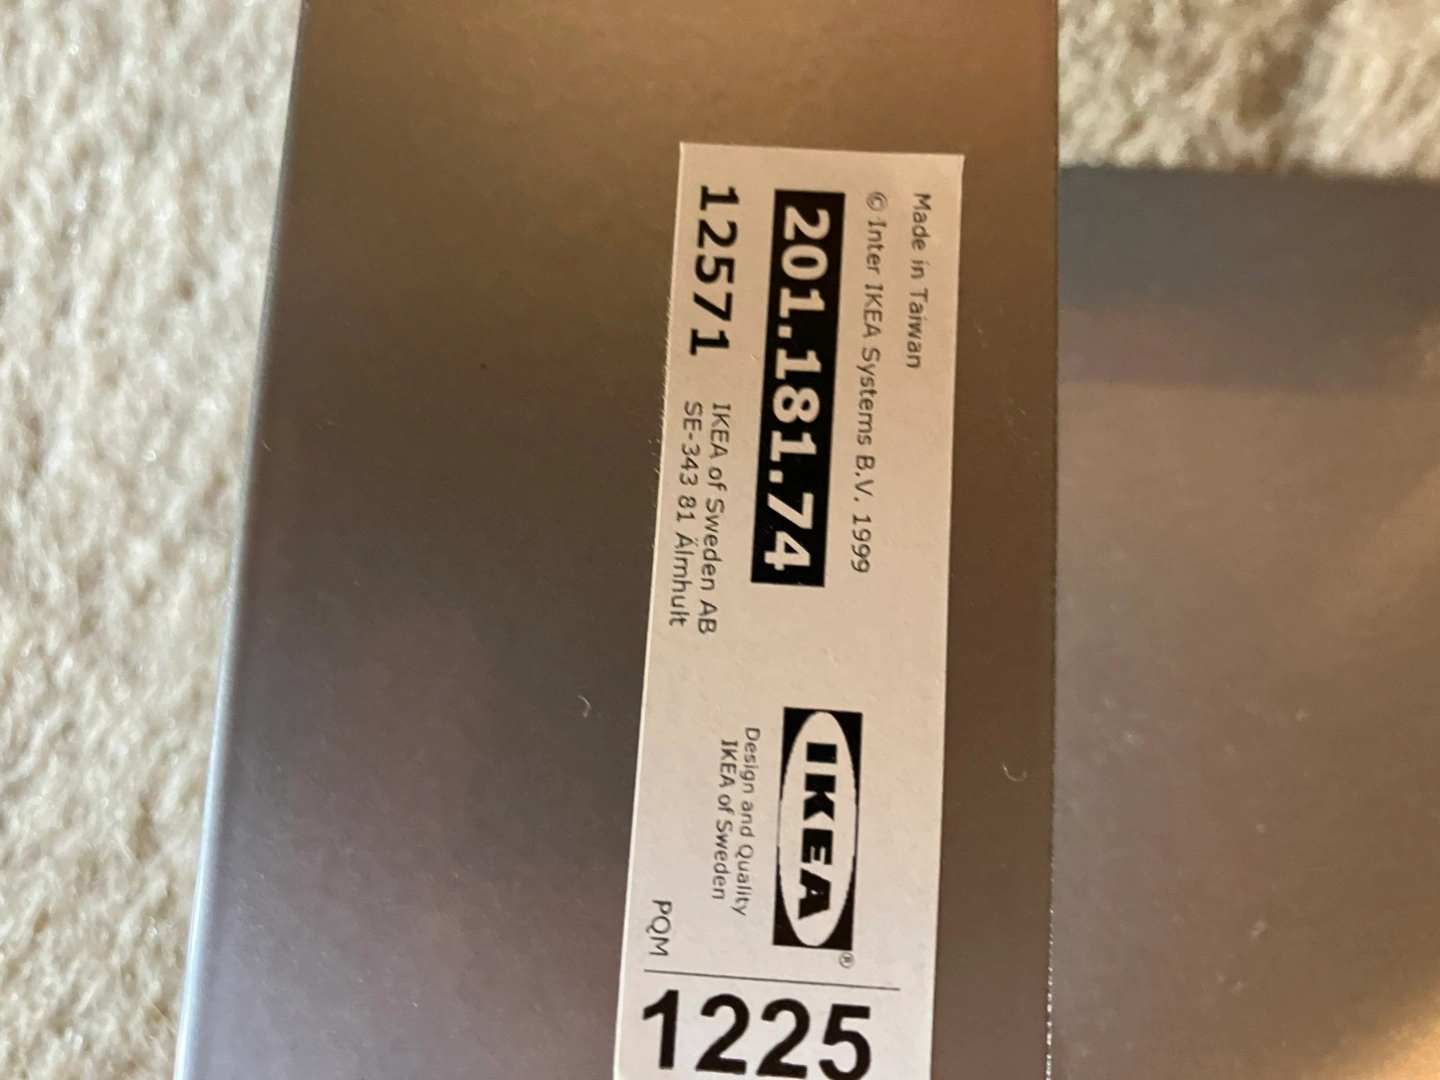 Made in Taiwan
© Inter IKEA Systems B.V. 1999
201.181.74
12571
IKEA of Sweden AB
SE-343 81 Älmhult
IKEA®
Design and Quality
IKEA of Sweden
PQM
1225